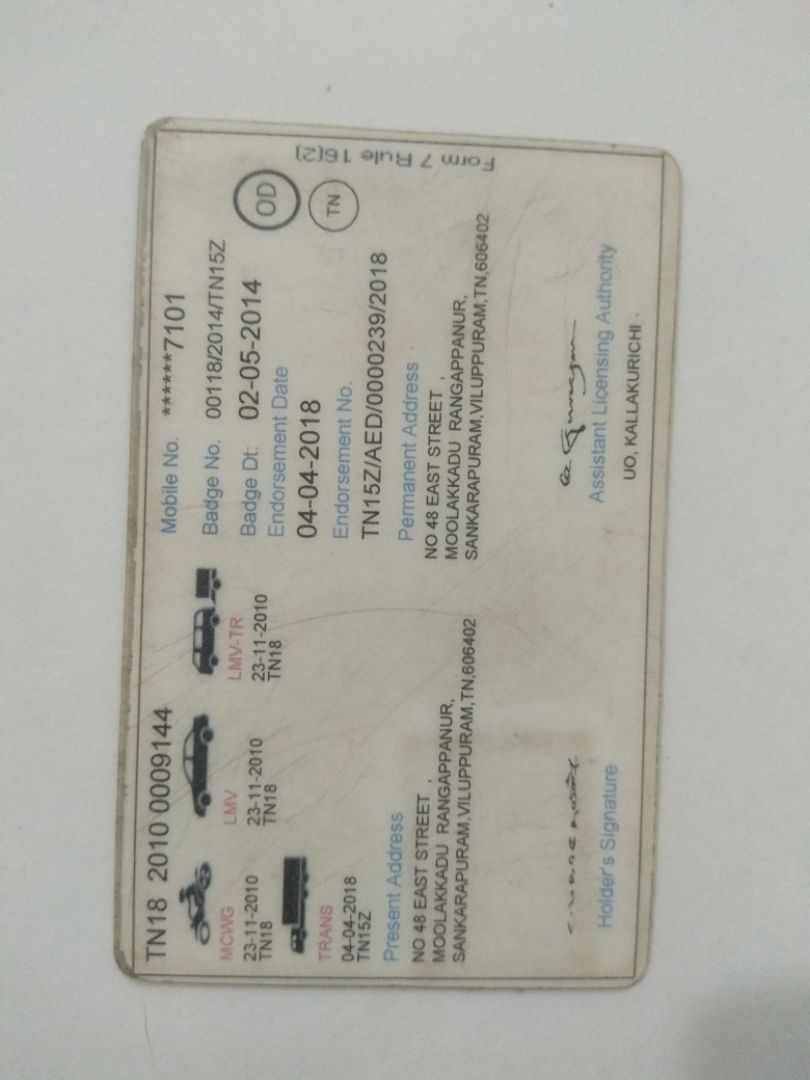 Form 7 Rule 16(2)
TN18 2010 0009144
MCWG
23-11-2010
TN18
LMV
23-11-2010
TN18
LMV-TR
23-11-2010
TN18
TRANS
04-04-2018
TN15Z
Mobile No. ******7101
Badge No. 00118/2014/TN15Z
Badge Dt: 02-05-2014
Endorsement Date
04-04-2018
Endorsement No.
TN15Z/AED/0000239/2018
OD
TN
Present Address
NO 48 EAST STREET ,
MOOLAKKADU RANGAPPANUR,
SANKARAPURAM,VILUPPURAM,TN,606402
Permanent Address
NO 48 EAST STREET ,
MOOLAKKADU RANGAPPANUR,
SANKARAPURAM,VILUPPURAM,TN,606402
Holder's Signature
Assistant Licensing Authority
UO, KALLAKURICHI .